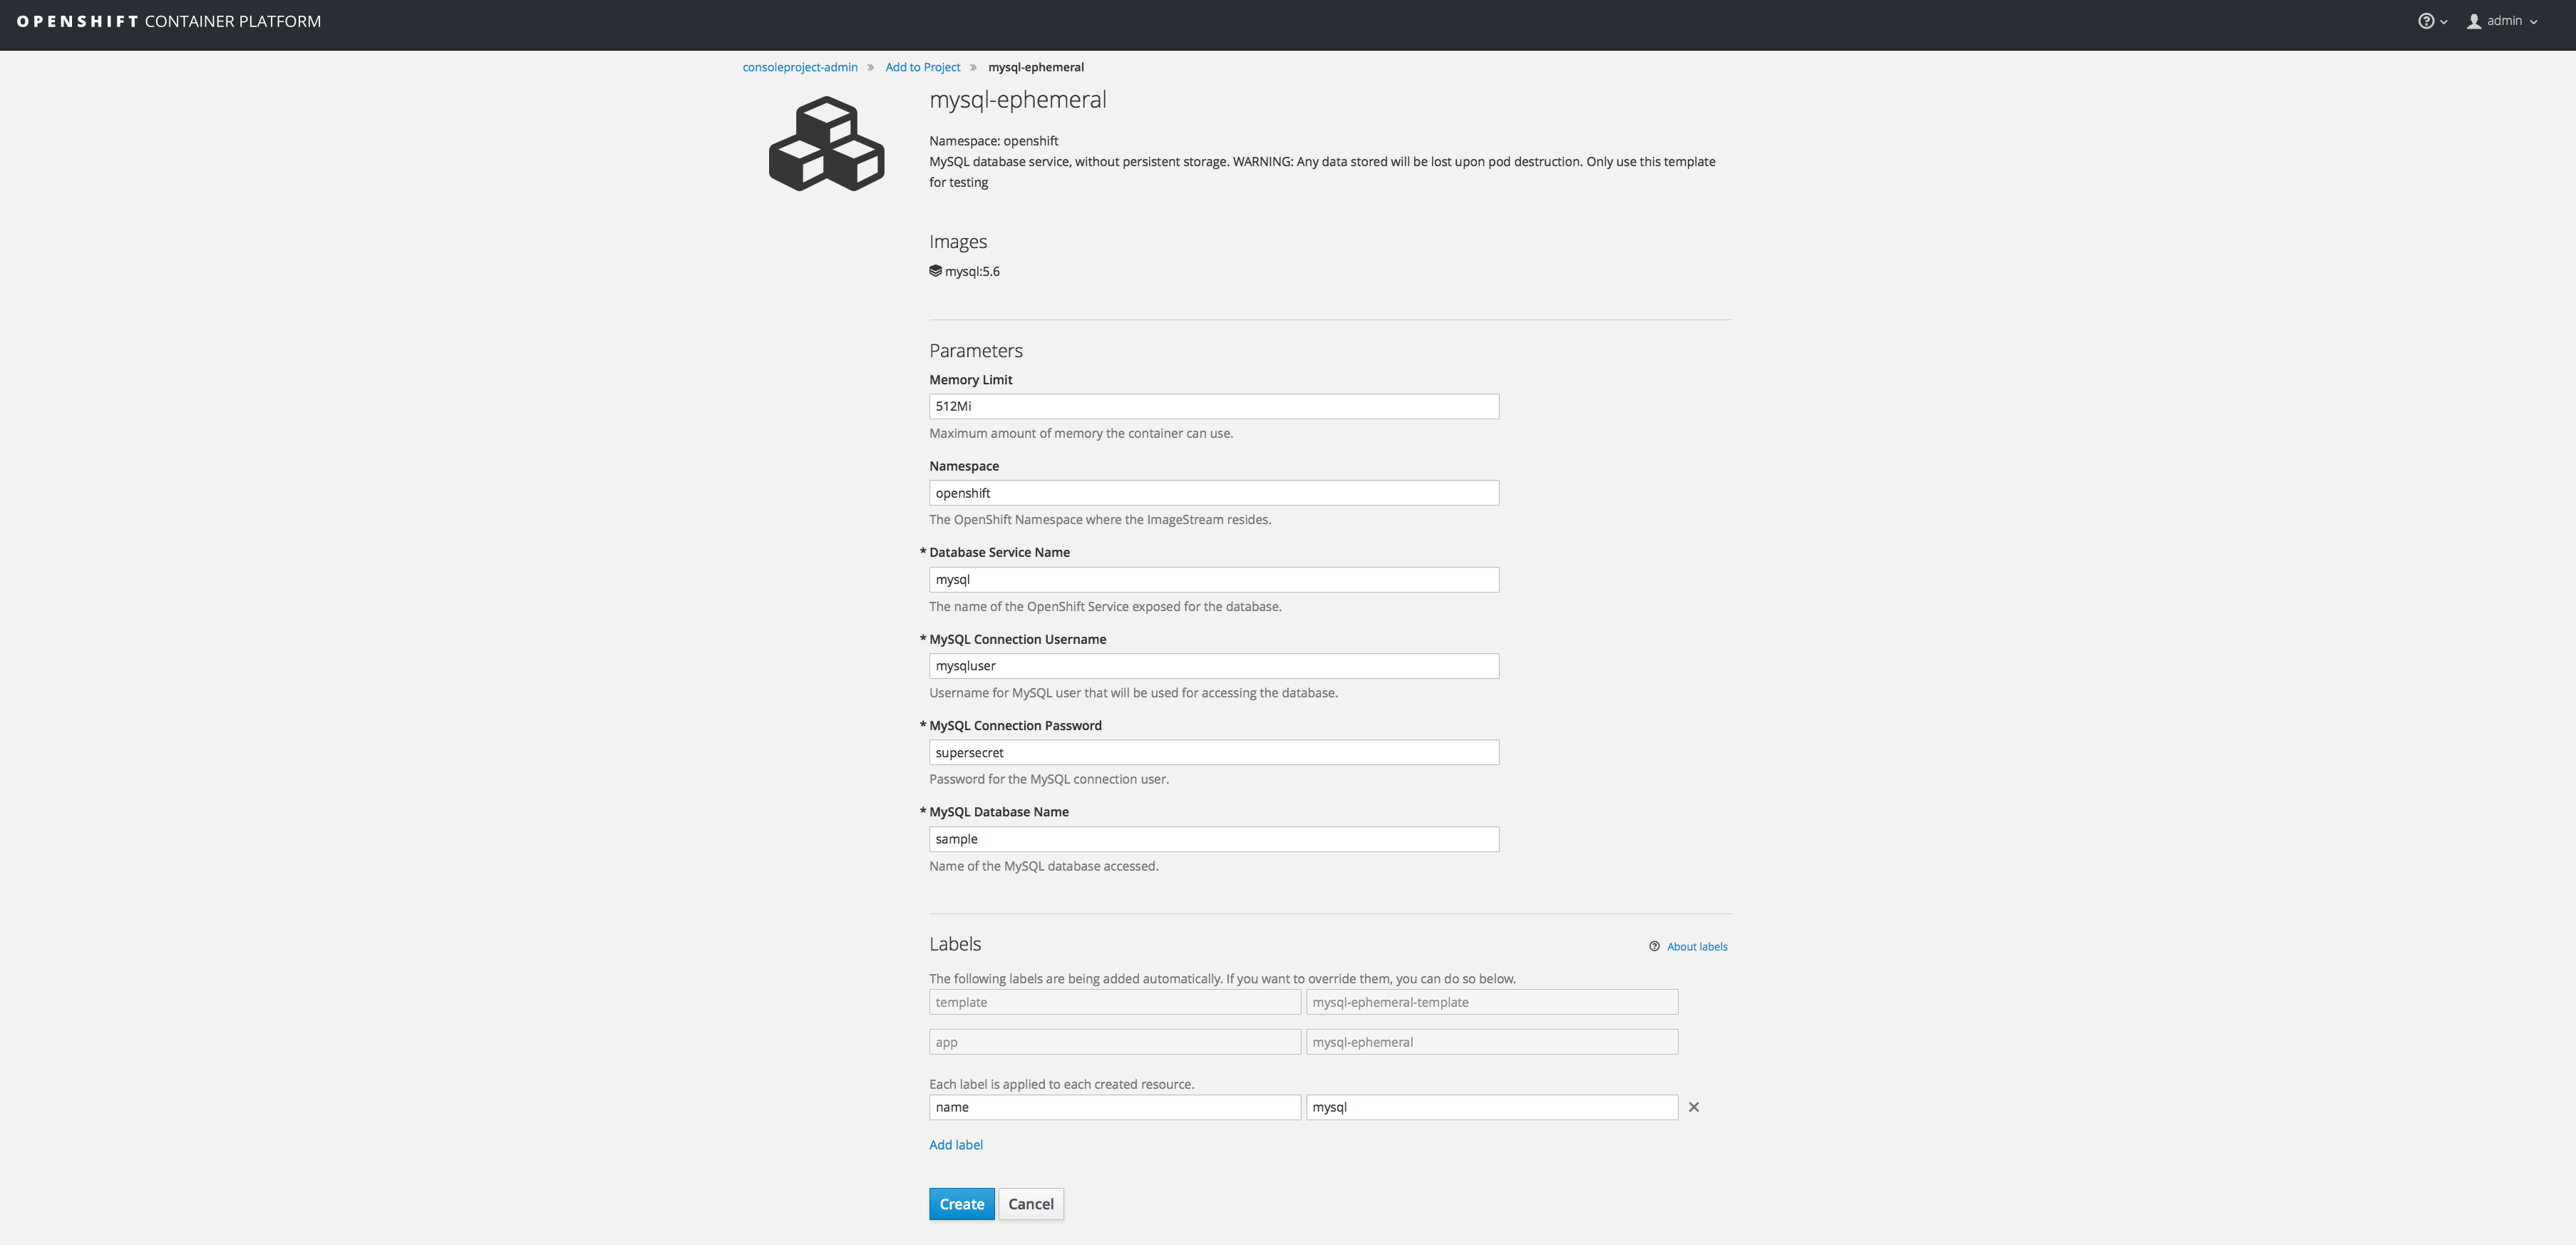 OPENSHIFT CONTAINER PLATFORM
admin
consoleproject-admin » Add to Project » mysql-ephemeral
mysql-ephemeral
Namespace: openshift
MySQL database service, without persistent storage. WARNING: Any data stored will be lost upon pod destruction. Only use this template
for testing
Images
mysql:5.6
Parameters
Memory Limit
512Mi
Maximum amount of memory the container can use.
Namespace
openshift
The OpenShift Namespace where the ImageStream resides.
* Database Service Name
mysql
The name of the OpenShift Service exposed for the database.
* MySQL Connection Username
mysqluser
Username for MySQL user that will be used for accessing the database.
* MySQL Connection Password
supersecret
Password for the MySQL connection user.
* MySQL Database Name
sample
Name of the MySQL database accessed.
Labels
About labels
The following labels are being added automatically. If you want to override them, you can do so below.
template mysql-ephemeral-template
app mysql-ephemeral
Each label is applied to each created resource.
name mysql
Add label
Create Cancel